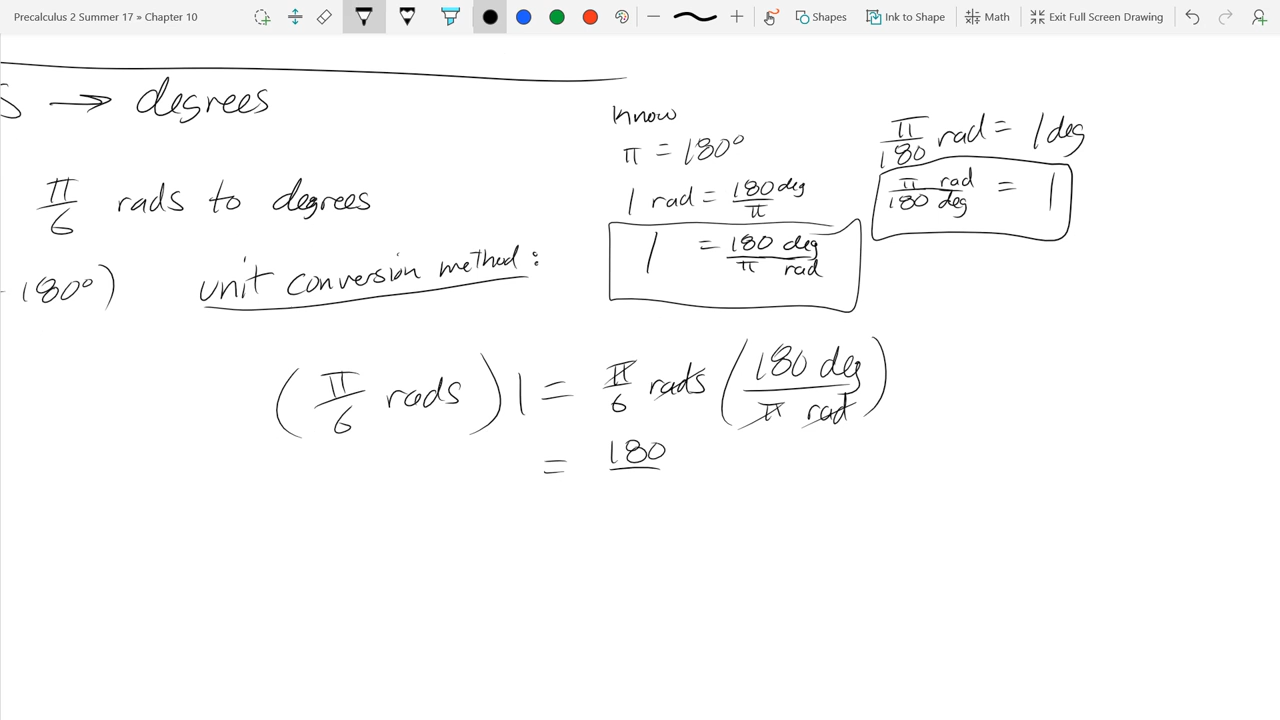 Precalculus 2 Summer 17 » Chapter 10
Shapes
Ink to Shape
Math
Exit Full Screen Drawing
s → degrees
π/6 rads to degrees
180°)
unit conversion method:
Know
π = 180°
1 rad = 180 deg/π
1 = 180 deg/π rad
π/180 rad = 1 deg
π rad/180 deg = 1
(π/6 rads) 1 = π/6 rads (180 deg/π rad)
= 180